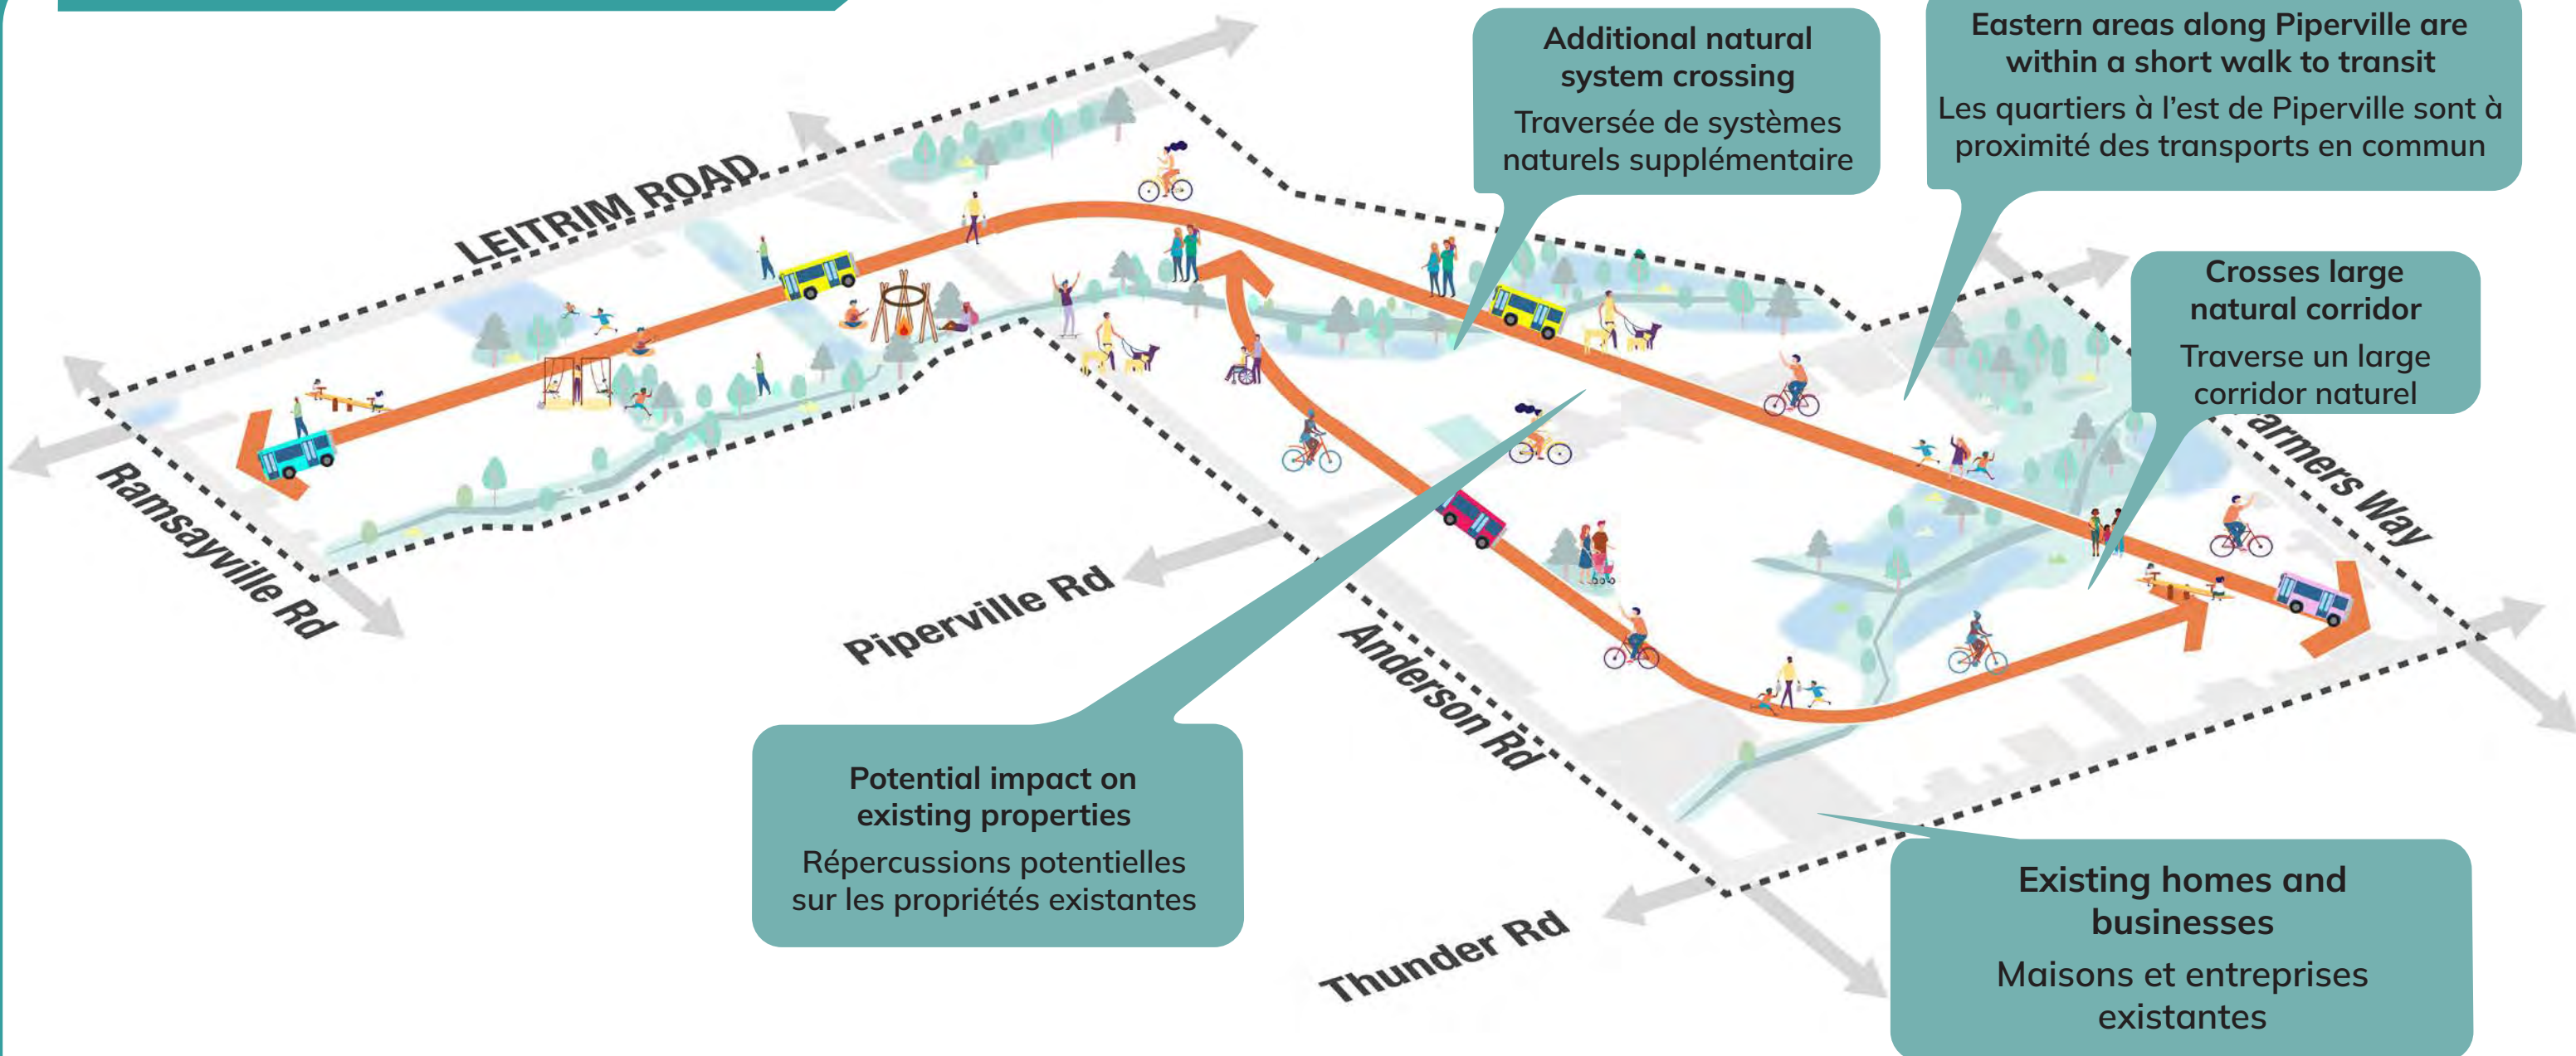 Additional natural
system crossing
Traversée de systèmes
naturels supplémentaire
Eastern areas along Piperville are
within a short walk to transit
Les quartiers à l’est de Piperville sont à
proximité des transports en commun
Crosses large
natural corridor
Traverse un large
corridor naturel
LEITRIM ROAD
Ramsayville Rd
Piperville Rd
Anderson Rd
Way
Thunder Rd
Potential impact on
existing properties
Répercussions potentielles
sur les propriétés existantes
Existing homes and
businesses
Maisons et entreprises
existantes